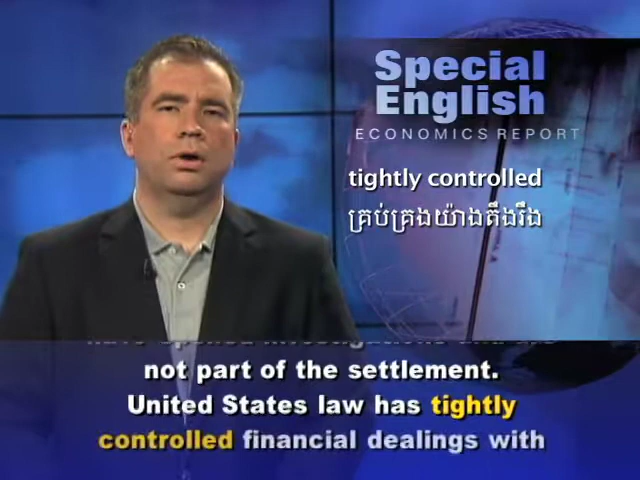 Special
English
ECONOMICS REPORT
tightly controlled
គ្រប់គ្រងយ៉ាងតឹងរឹង
not part of the settlement.
United States law has tightly
controlled financial dealings with